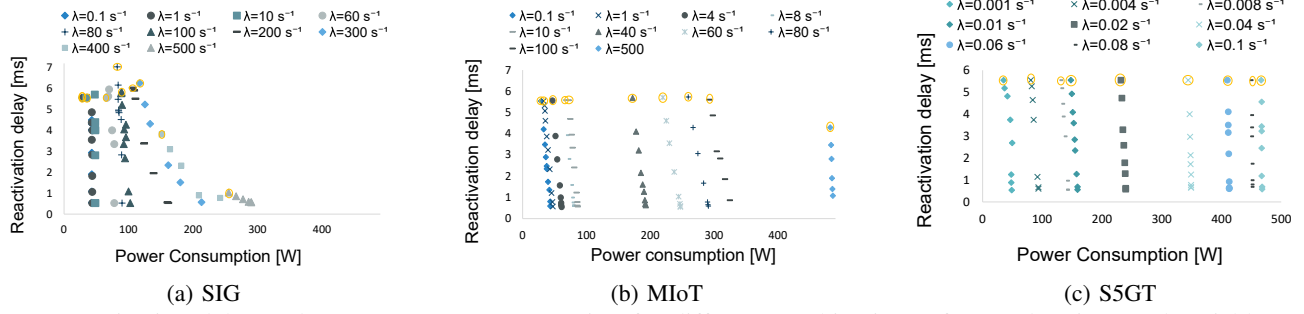 λ=0.1 s⁻¹ λ=1 s⁻¹ λ=10 s⁻¹ λ=60 s⁻¹
λ=80 s⁻¹ λ=100 s⁻¹ λ=200 s⁻¹ λ=300 s⁻¹
λ=400 s⁻¹ λ=500 s⁻¹
Reactivation delay [ms]
7
6
5
4
3
2
1
0
0 100 200 300 400
Power Consumption [W]
(a) SIG
λ=0.1 s⁻¹ λ=1 s⁻¹ λ=4 s⁻¹ λ=8 s⁻¹
λ=10 s⁻¹ λ=40 s⁻¹ λ=60 s⁻¹ λ=80 s⁻¹
λ=100 s⁻¹ λ=500
Reactivation delay [ms]
6
5
4
3
2
1
0
0 100 200 300 400
Power consumption [W]
(b) MIoT
λ=0.001 s⁻¹ λ=0.004 s⁻¹ λ=0.008 s⁻¹
λ=0.01 s⁻¹ λ=0.02 s⁻¹ λ=0.04 s⁻¹
λ=0.06 s⁻¹ λ=0.08 s⁻¹ λ=0.1 s⁻¹
Reactivation delay [ms]
6
5
4
3
2
1
0
0 100 200 300 400 500
Power Consumption [W]
(c) S5GT